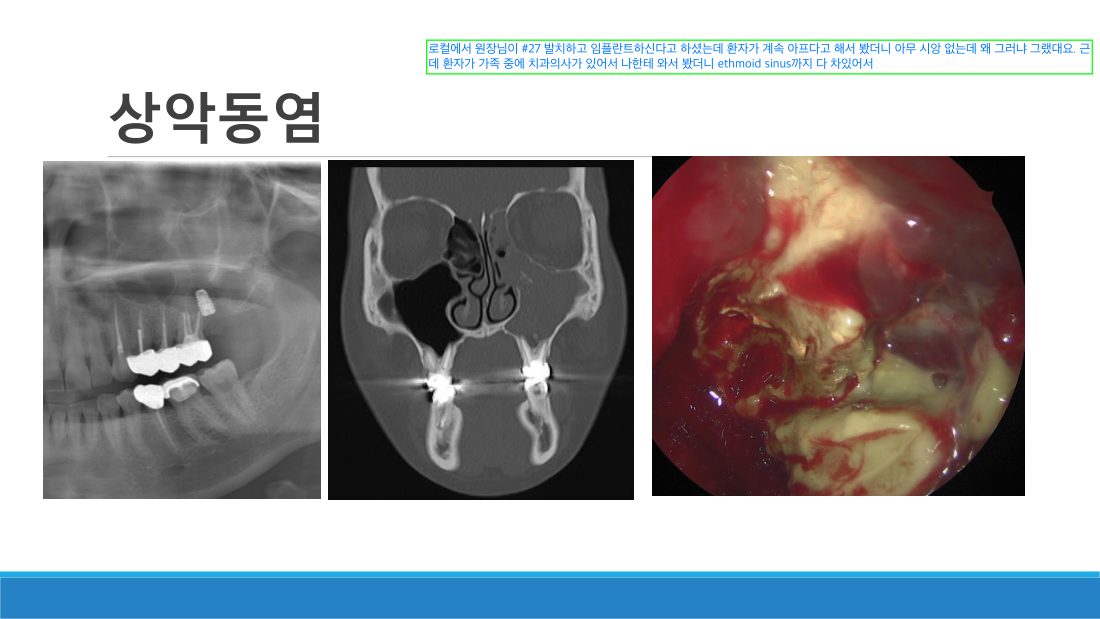 로컬에서 원장님이 #27 발치하고 임플란트하신다고 하셨는데 환자가 계속 아프다고 해서 봤더니 아무 시앙 없는데 왜 그러냐 그랬대요. 근
데 환자가 가족 중에 치과의사가 있어서 나한테 와서 봤더니 ethmoid sinus까지 다 차있어서
상악동염